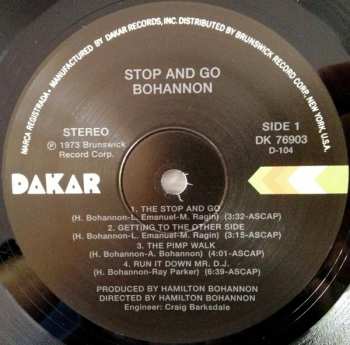 MARCA REGISTRADA • MANUFACTURED BY DAKAR RECORDS, INC. DISTRIBUTED BY BRUNSWICK RECORD CORP. NEW YORK, U.S.A.
STOP AND GO
BOHANNON
STEREO
℗ 1973 Brunswick
Record Corp.
SIDE 1
DK 76903
D-104
DAKAR
1. THE STOP AND GO
(H. Bohannon-L. Emanuel-M. Ragin) (3:32-ASCAP)
2. GETTING TO THE OTHER SIDE
(H. Bohannon-L. Emanuel-M. Ragin) (3:15-ASCAP)
3. THE PIMP WALK
(H. Bohannon-A. Bohannon) (4:01-ASCAP)
4. RUN IT DOWN MR. D.J.
(H. Bohannon-Ray Parker) (6:39-ASCAP)
PRODUCED BY HAMILTON BOHANNON
DIRECTED BY HAMILTON BOHANNON
Engineer: Craig Barksdale